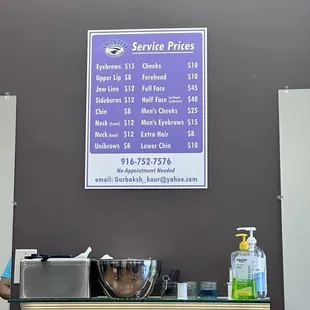 Service Prices
Eyebrows $15 Cheeks $10
Upper Lip $8 Forehead $10
Jaw Line $12 Full Face $45
Sideburns $12 Half Face $40
Chin $8 Men's Cheeks $25
Neck (front) $12 Men's Eyebrows $15
Neck (back) $12 Extra Hair $8
Unibrows $8 Lower Chin $10
916-752-7576
No-Appointment Needed
email: Gurbaksh_kaur@yahoo.com